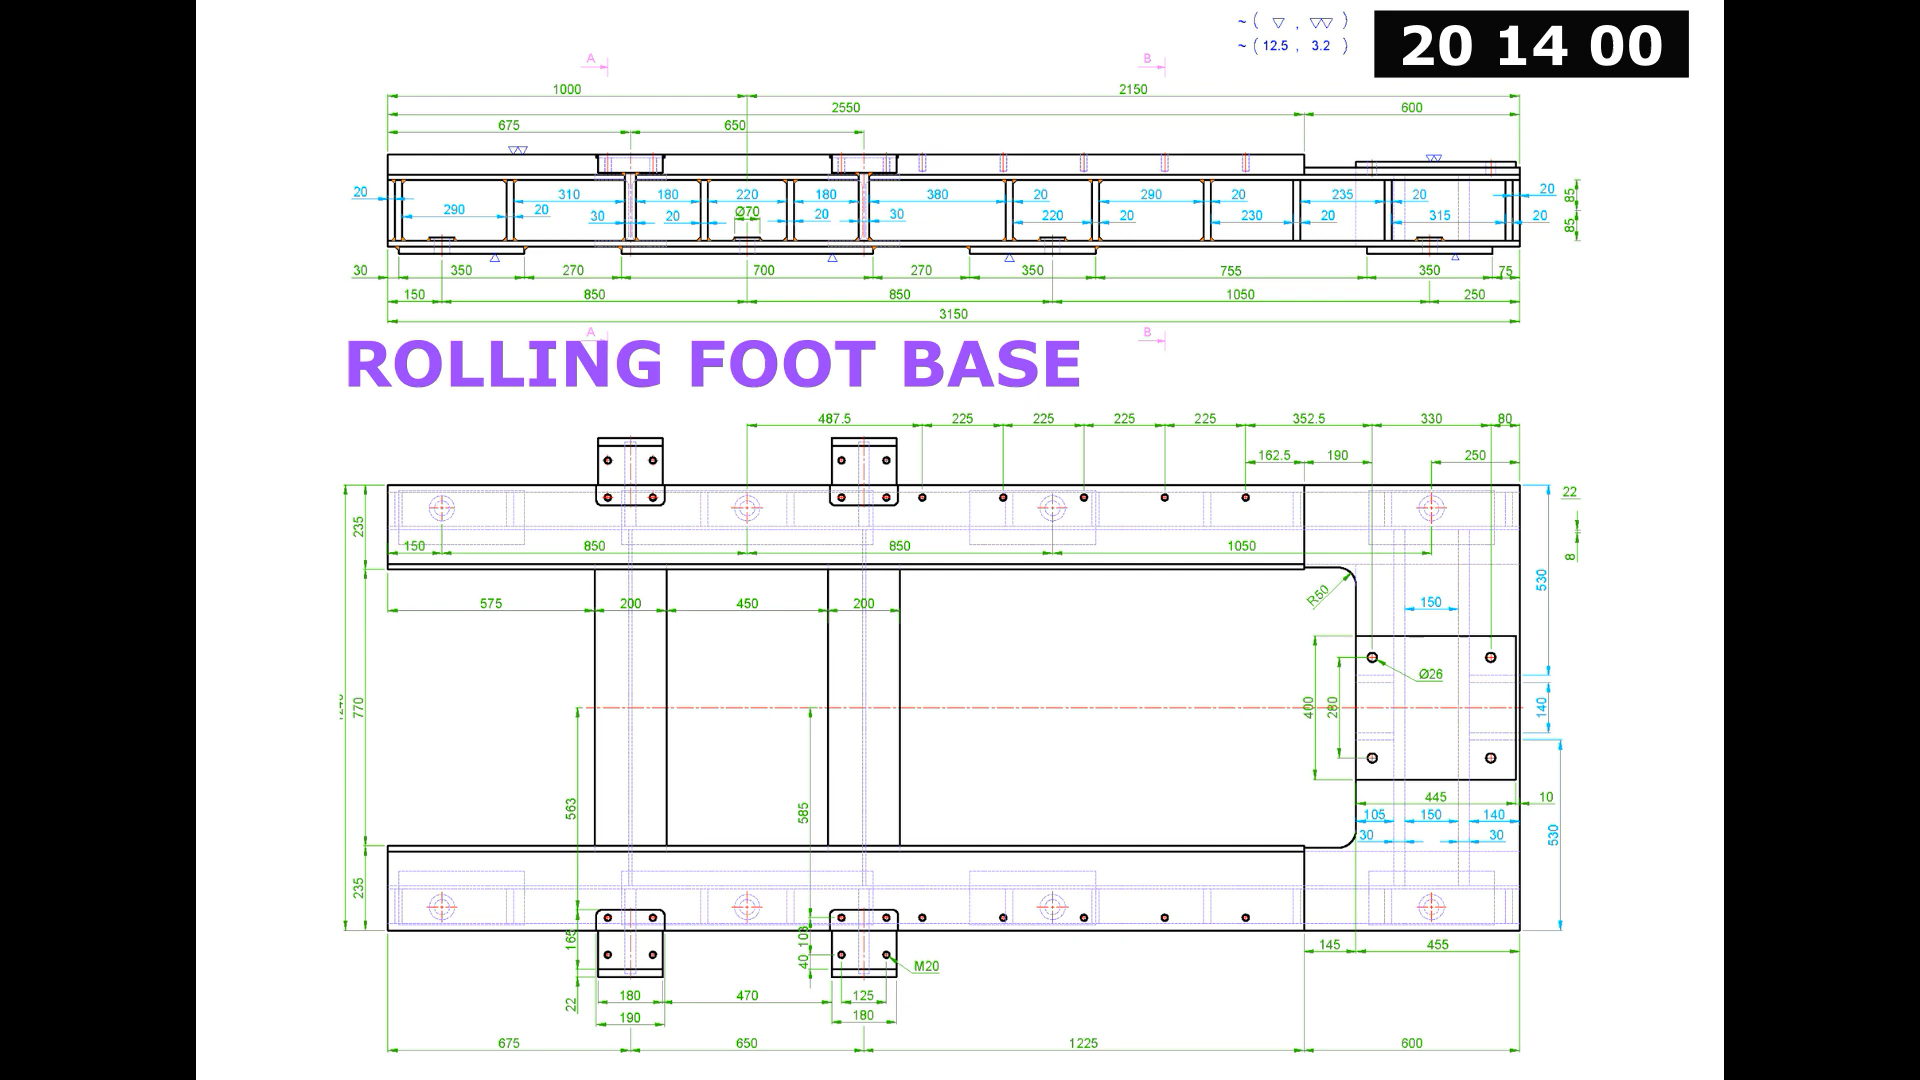 ~ ( ▽ , ▽▽ )
~ ( 12.5 , 3.2 )
20 14 00
A B
1000 2150
2550 600
675 650
20 310 180 220 180 380 20 290 20 235 20 20
290 20 30 20 Ø70 20 30 220 20 230 20 315 20
85
85
30 350 270 700 270 350 755 350 75
150 850 850 1050 250
3150
A B
ROLLING FOOT BASE
487.5 225 225 225 225 352.5 330 80
162.5 190 250
22
235
150 850 850 1050
8
530
R50
575 200 450 200
150
Ø26
770
400
280
140
563
585
445 10
105 150 140
30 30
530
235
165
103
40
M20
145 455
22
180 470 125
190 180
675 650 1225 600